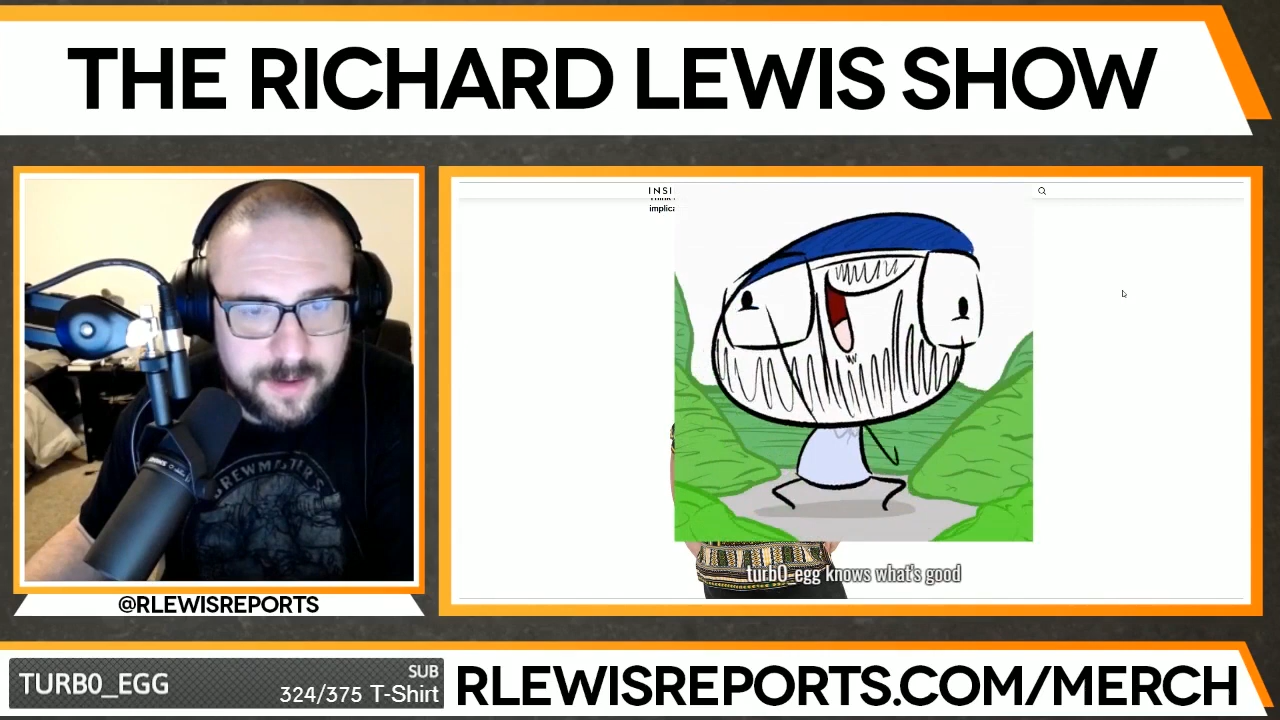 THE RICHARD LEWIS SHOW
INSI
implica
BREWMASTERS
turb0_egg knows what's good
@RLEWISREPORTS
TURB0_EGG
SUB
324/375 T-Shirt
RLEWISREPORTS.COM/MERCH